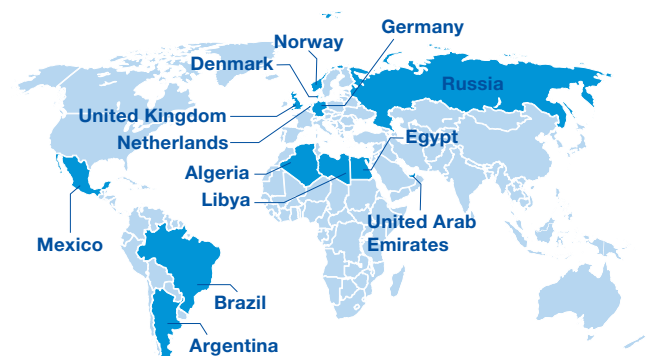 Germany
Norway
Denmark
Russia
United Kingdom
Netherlands
Egypt
Algeria
Libya
United Arab
Emirates
Mexico
Brazil
Argentina